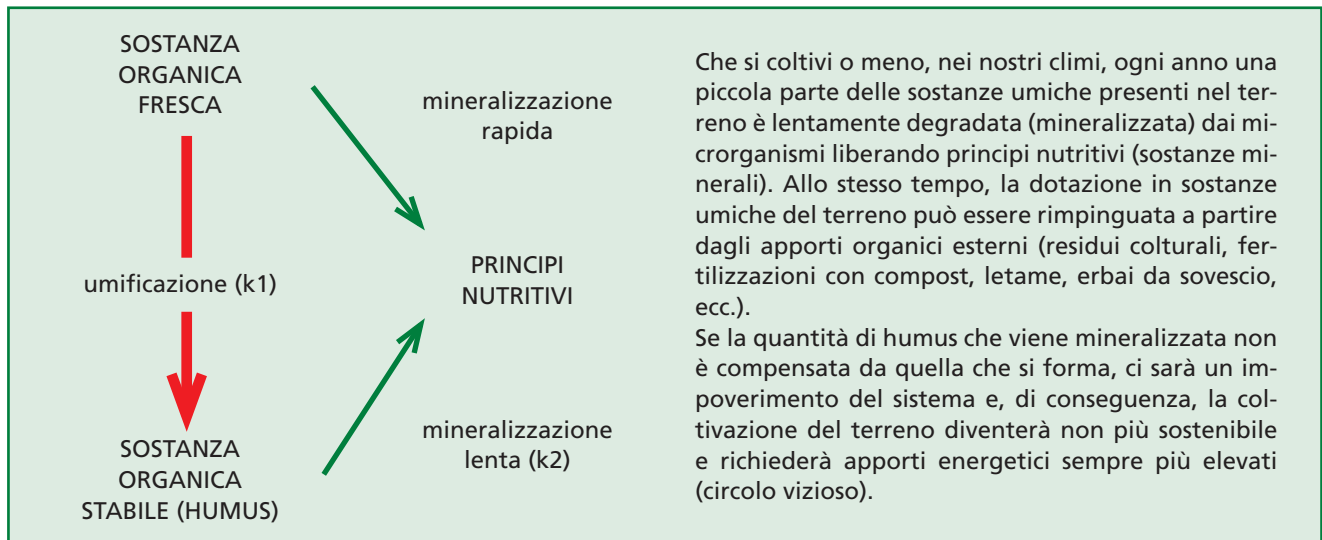 SOSTANZA
ORGANICA
FRESCA
mineralizzazione
rapida
umificazione (k1)
PRINCIPI
NUTRITIVI
mineralizzazione
lenta (k2)
SOSTANZA
ORGANICA
STABILE (HUMUS)
Che si coltivi o meno, nei nostri climi, ogni anno una
piccola parte delle sostanze umiche presenti nel ter-
reno è lentamente degradata (mineralizzata) dai mi-
crorganismi liberando principi nutritivi (sostanze mi-
nerali). Allo stesso tempo, la dotazione in sostanze
umiche del terreno può essere rimpinguata a partire
dagli apporti organici esterni (residui colturali, fer-
tilizzazioni con compost, letame, erbai da sovescio,
ecc.).
Se la quantità di humus che viene mineralizzata non
è compensata da quella che si forma, ci sarà un im-
poverimento del sistema e, di conseguenza, la col-
tivazione del terreno diventerà non più sostenibile
e richiederà apporti energetici sempre più elevati
(circolo vizioso).